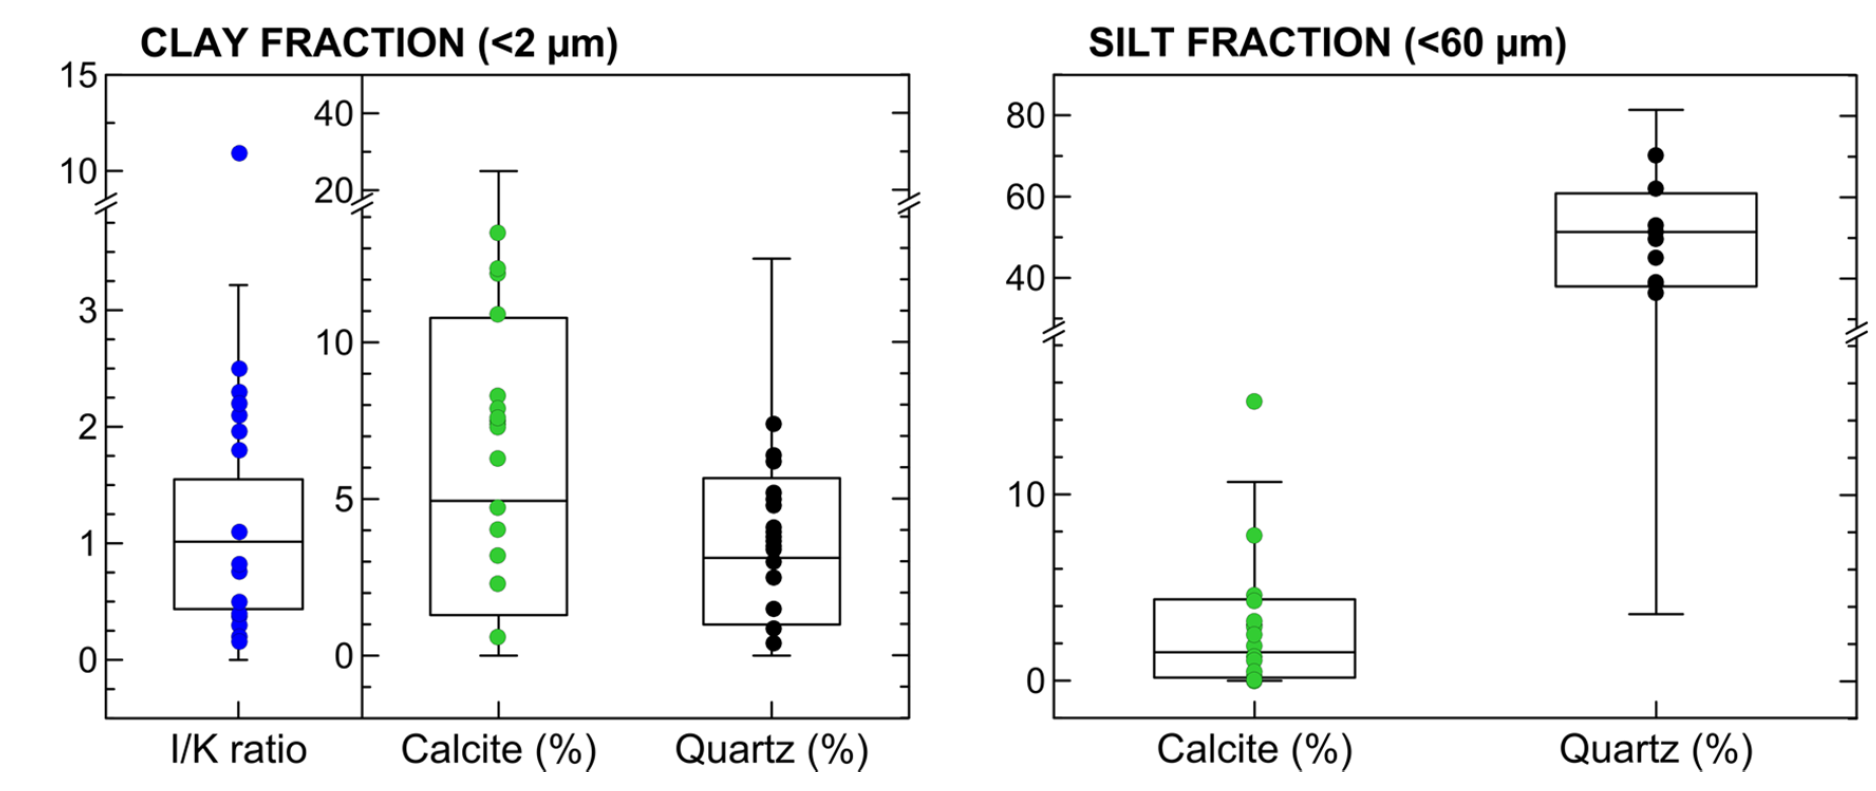 CLAY FRACTION (<2 µm)
SILT FRACTION (<60 µm)
15
10
3
2
1
0
40
20
10
5
0
80
60
40
10
0
I/K ratio
Calcite (%)
Quartz (%)
Calcite (%)
Quartz (%)